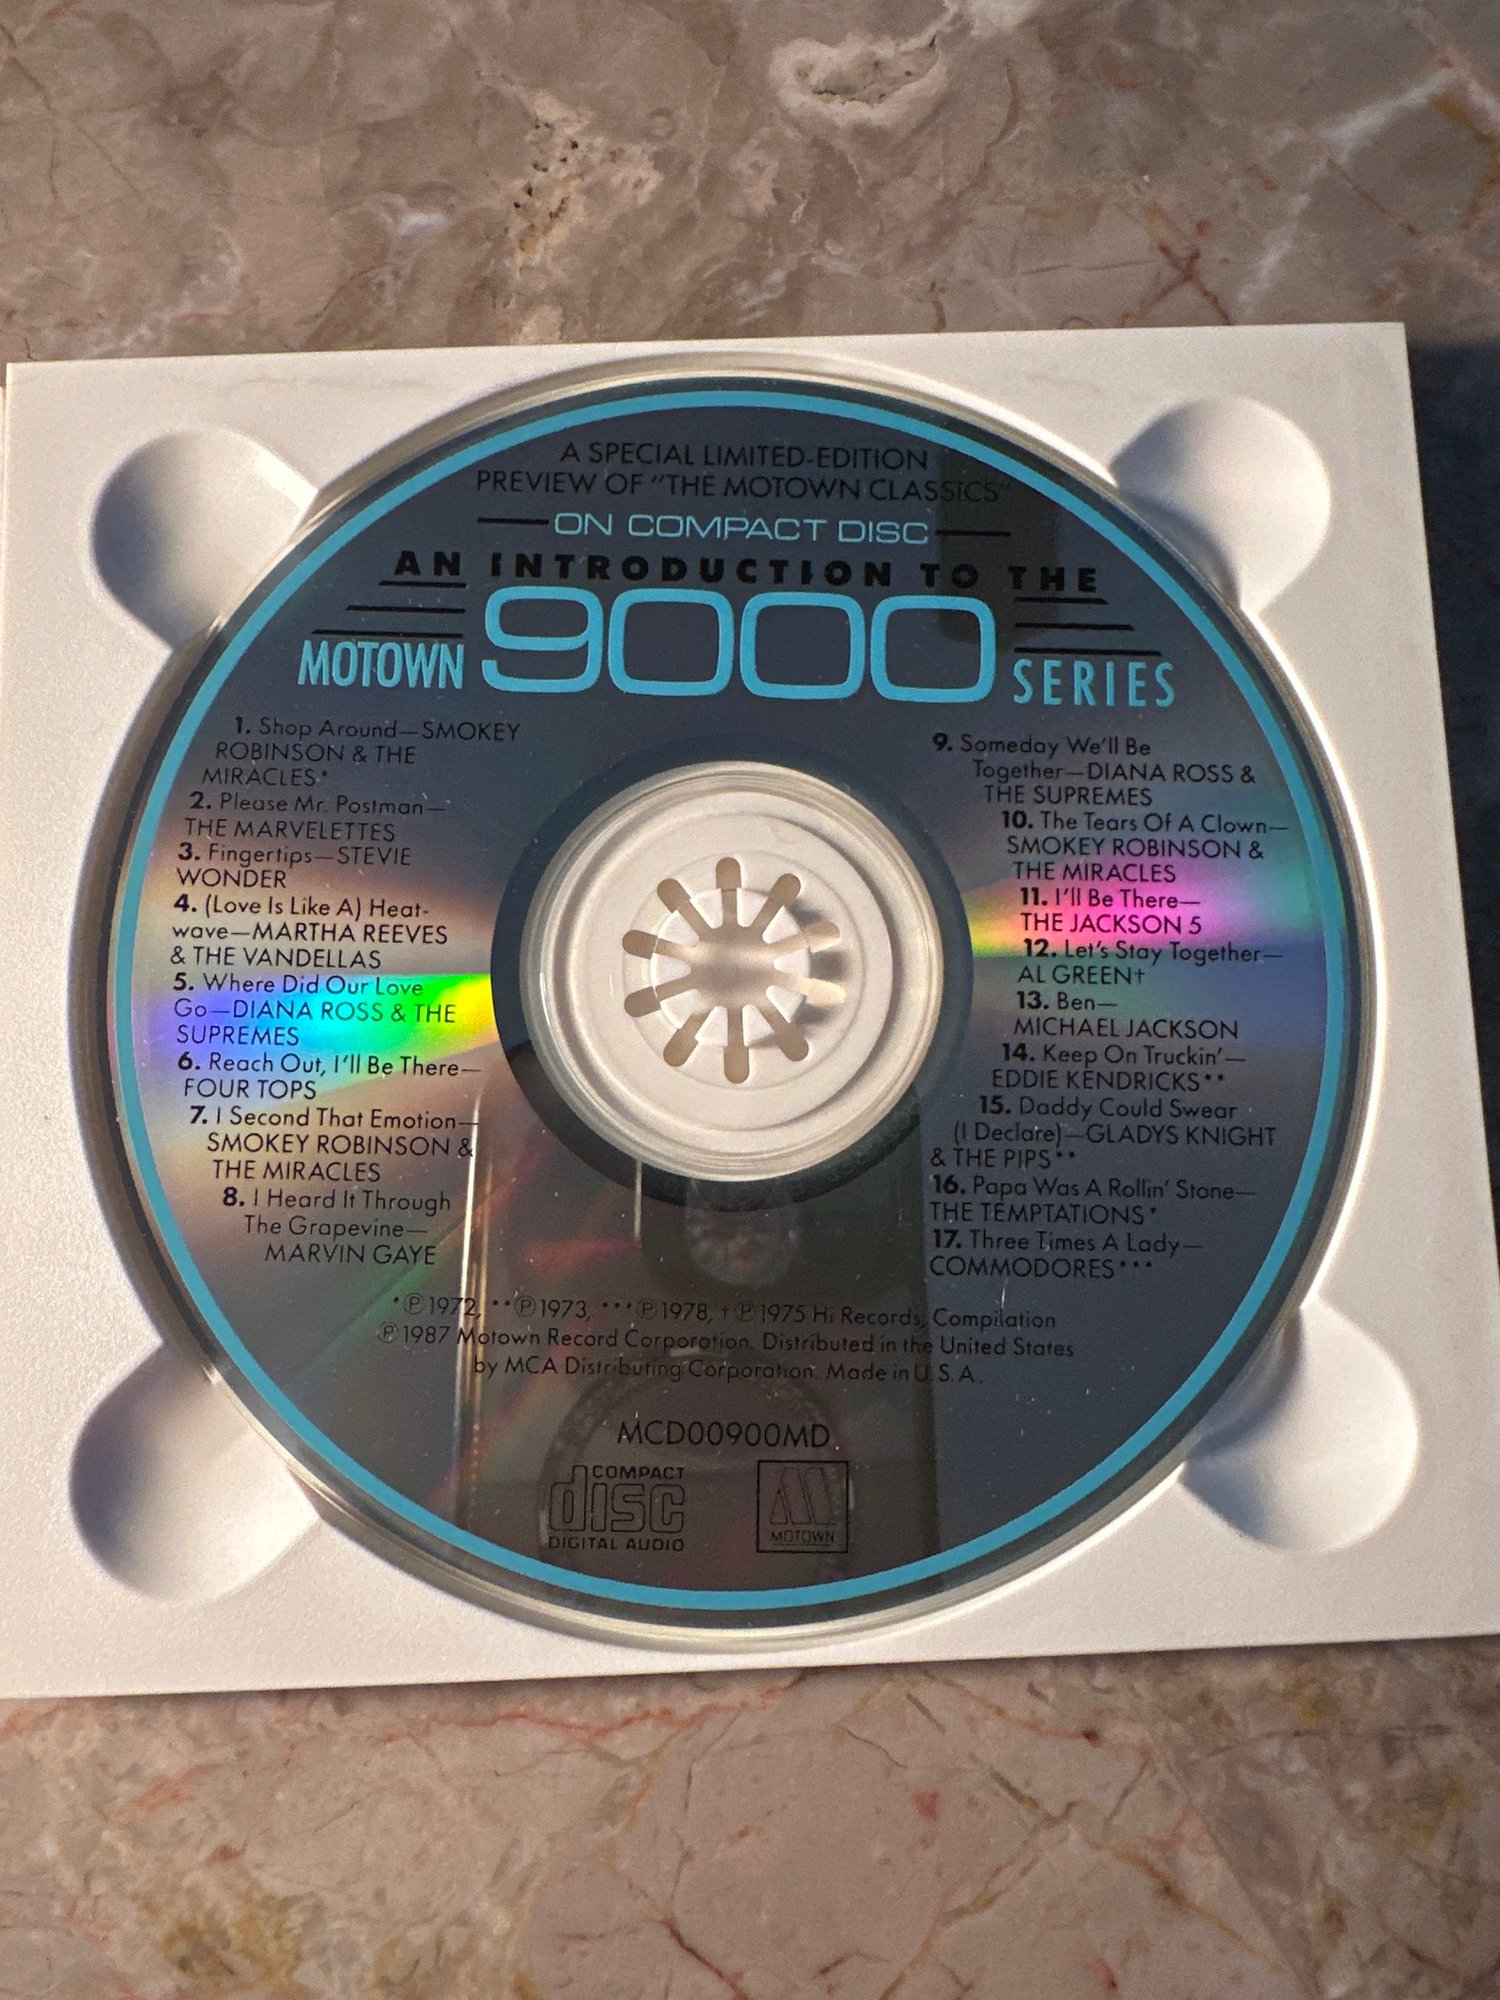 A SPECIAL LIMITED-EDITION
PREVIEW OF "THE MOTOWN CLASSICS"
ON COMPACT DISC
AN INTRODUCTION TO THE
MOTOWN 9000 SERIES
1. Shop Around—SMOKEY
ROBINSON & THE
MIRACLES*
2. Please Mr. Postman—
THE MARVELETTES
3. Fingertips—STEVIE
WONDER
4. (Love Is Like A) Heat-
wave—MARTHA REEVES
& THE VANDELLAS
5. Where Did Our Love
Go—DIANA ROSS & THE
SUPREMES
6. Reach Out, I'll Be There—
FOUR TOPS
7. I Second That Emotion—
SMOKEY ROBINSON &
THE MIRACLES
8. I Heard It Through
The Grapevine—
MARVIN GAYE
9. Someday We'll Be
Together—DIANA ROSS &
THE SUPREMES
10. The Tears Of A Clown—
SMOKEY ROBINSON &
THE MIRACLES
11. I'll Be There—
THE JACKSON 5
12. Let's Stay Together—
AL GREEN†
13. Ben—
MICHAEL JACKSON
14. Keep On Truckin'—
EDDIE KENDRICKS**
15. Daddy Could Swear
(I Declare)—GLADYS KNIGHT
& THE PIPS**
16. Papa Was A Rollin' Stone—
THE TEMPTATIONS*
17. Three Times A Lady—
COMMODORES***
*℗1972, **℗1973, ***℗1978, †℗1975 Hi Records, Compilation
℗1987 Motown Record Corporation. Distributed in the United States
by MCA Distributing Corporation. Made in U.S.A.
MCD00900MD
COMPACT
disc
DIGITAL AUDIO
M
MOTOWN